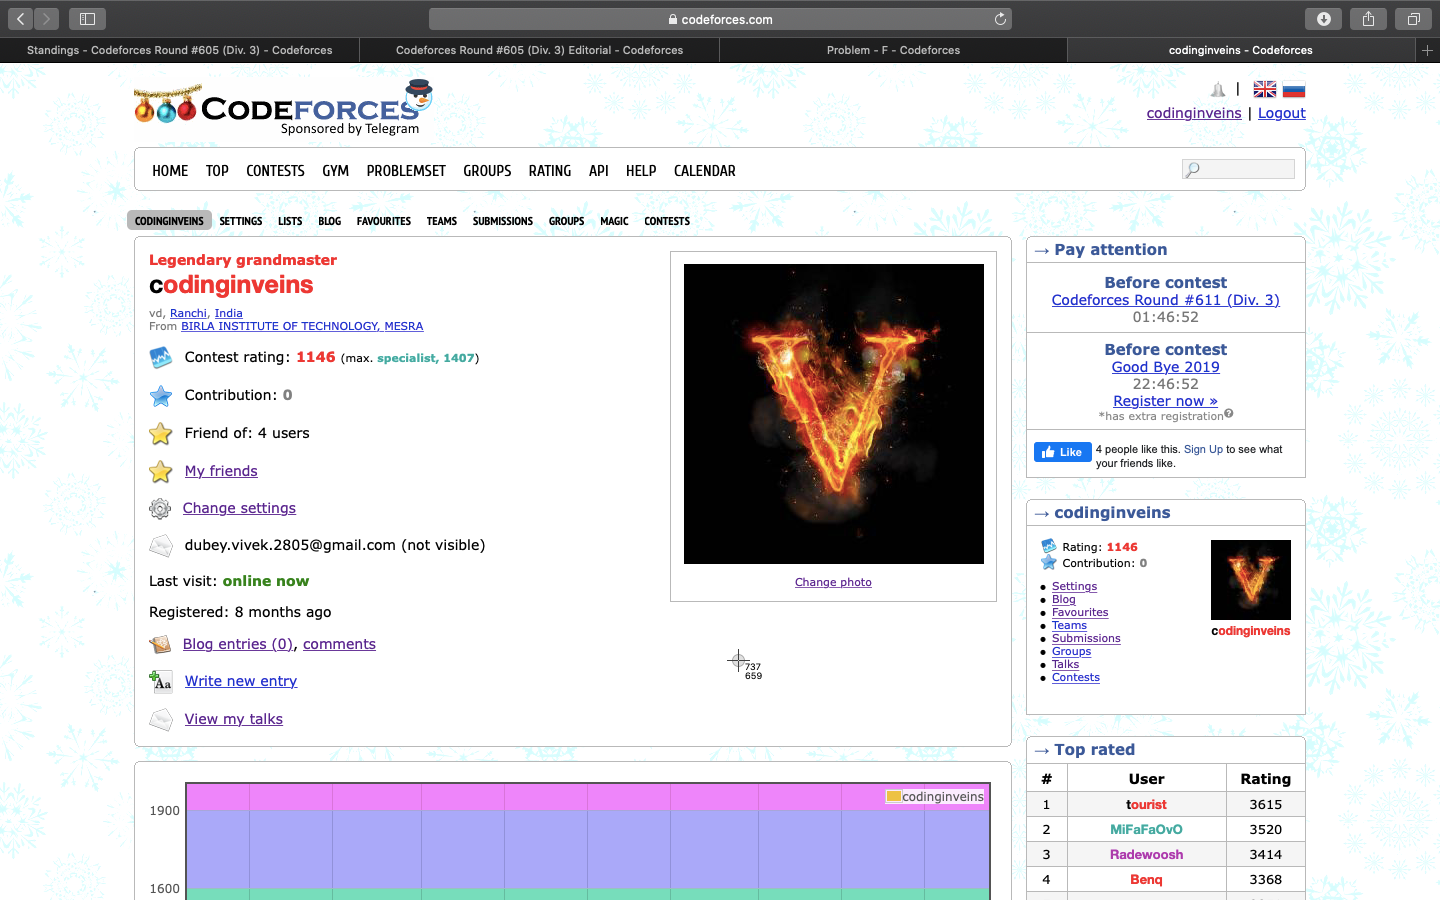 codeforces.com
Standings - Codeforces Round #605 (Div. 3) - Codeforces
Codeforces Round #605 (Div. 3) Editorial - Codeforces
Problem - F - Codeforces
codinginveins - Codeforces
CODEFORCES
Sponsored by Telegram
codinginveins | Logout
HOME TOP CONTESTS GYM PROBLEMSET GROUPS RATING API HELP CALENDAR
CODINGINVEINS SETTINGS LISTS BLOG FAVOURITES TEAMS SUBMISSIONS GROUPS MAGIC CONTESTS
Legendary grandmaster
codinginveins
vd, Ranchi, India
From BIRLA INSTITUTE OF TECHNOLOGY, MESRA
Contest rating: 1146 (max. specialist, 1407)
Contribution: 0
Friend of: 4 users
My friends
Change settings
dubey.vivek.2805@gmail.com (not visible)
Last visit: online now
Registered: 8 months ago
Blog entries (0), comments
Aa
Write new entry
View my talks
V
Change photo
737
659
1900
1600
codinginveins
→ Pay attention
Before contest
Codeforces Round #611 (Div. 3)
01:46:52
Before contest
Good Bye 2019
22:46:52
Register now »
*has extra registration?
Like
4 people like this. Sign Up to see what
your friends like.
→ codinginveins
Rating: 1146
Contribution: 0
Settings
Blog
Favourites
Teams
Submissions
Groups
Talks
Contests
V
codinginveins
→ Top rated
# User Rating
1 tourist 3615
2 MiFaFaOvO 3520
3 Radewoosh 3414
4 Benq 3368